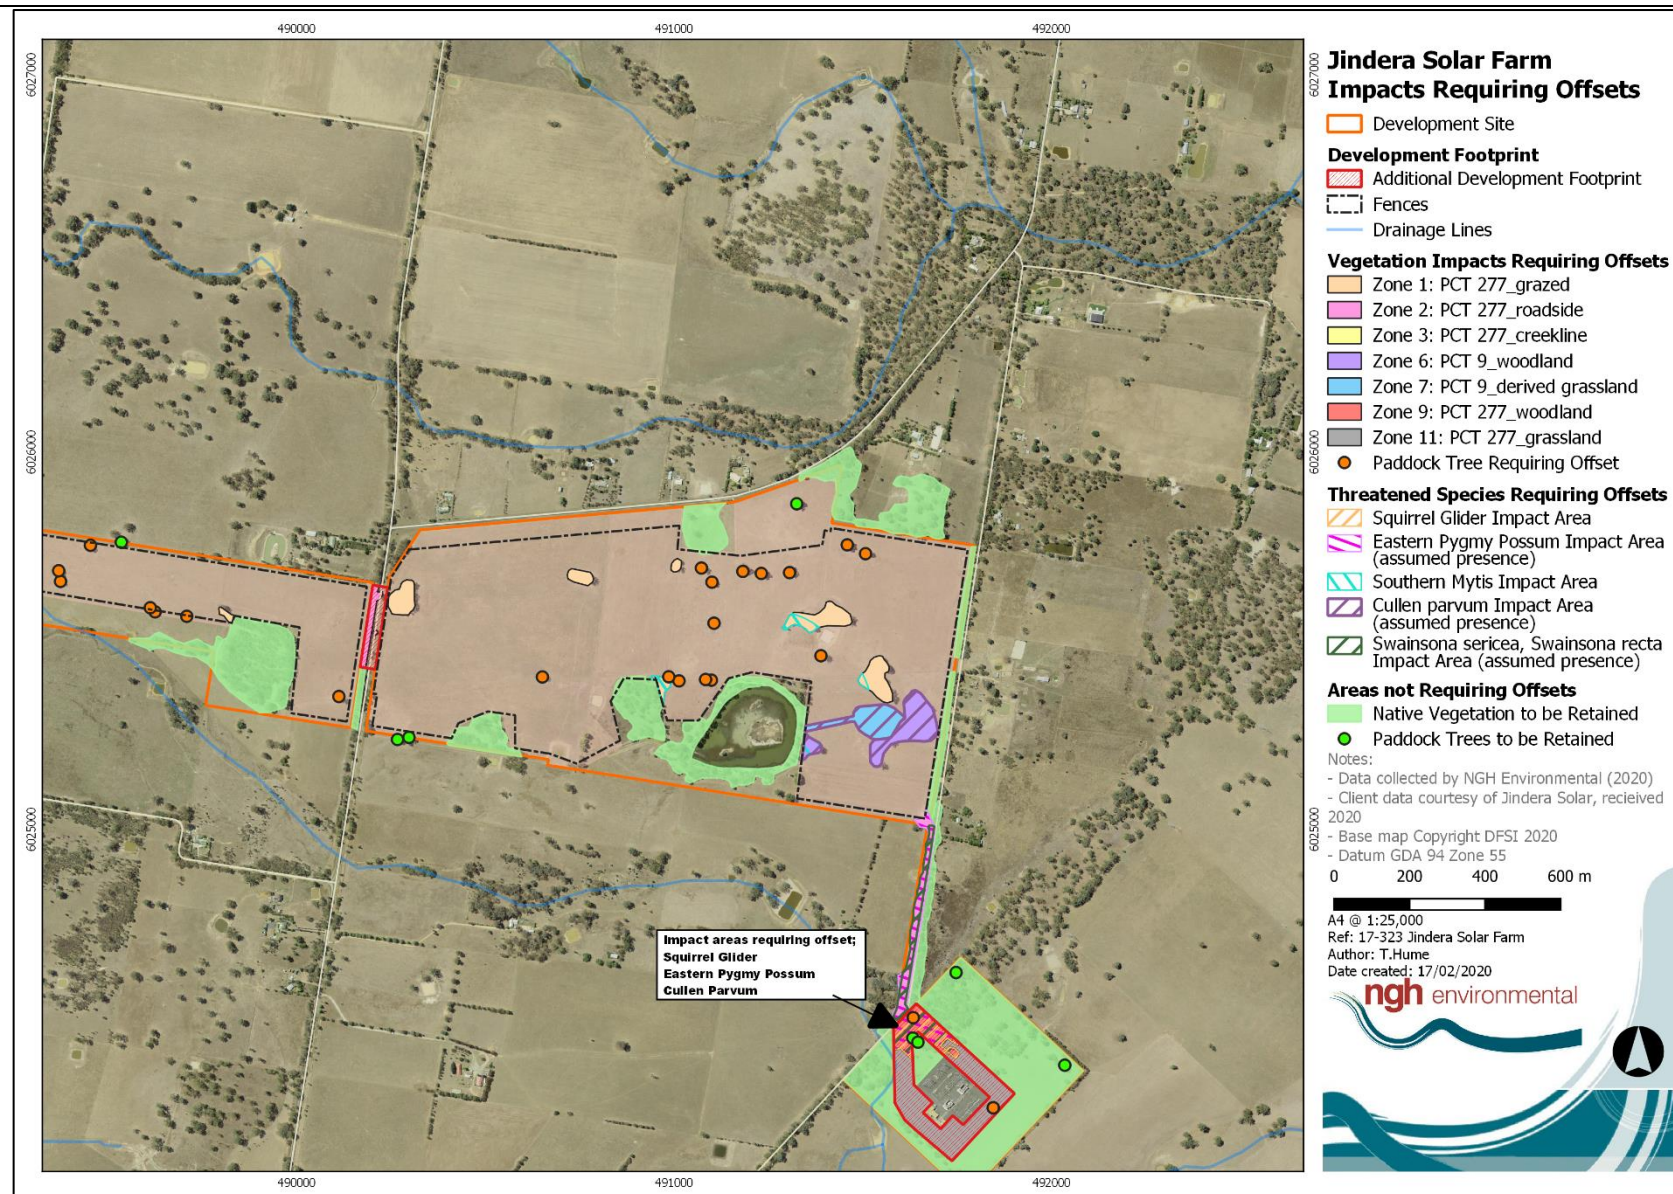 490000
491000
492000
6027000
6027000
6026000
6026000
6025000
6025000
490000
491000
492000
Impact areas requiring offset;
Squirrel Glider
Eastern Pygmy Possum
Cullen Parvum
Jindera Solar Farm
Impacts Requiring Offsets
Development Site
Development Footprint
Additional Development Footprint
Fences
Drainage Lines
Vegetation Impacts Requiring Offsets
Zone 1: PCT 277_grazed
Zone 2: PCT 277_roadside
Zone 3: PCT 277_creekline
Zone 6: PCT 9_woodland
Zone 7: PCT 9_derived grassland
Zone 9: PCT 277_woodland
Zone 11: PCT 277_grassland
Paddock Tree Requiring Offset
Threatened Species Requiring Offsets
Squirrel Glider Impact Area
Eastern Pygmy Possum Impact Area
(assumed presence)
Southern Mytis Impact Area
Cullen parvum Impact Area
(assumed presence)
Swainsona sericea, Swainsona recta
Impact Area (assumed presence)
Areas not Requiring Offsets
Native Vegetation to be Retained
Paddock Trees to be Retained
Notes:
- Data collected by NGH Environmental (2020)
- Client data courtesy of Jindera Solar, recieived
2020
- Base map Copyright DFSI 2020
- Datum GDA 94 Zone 55
0 200 400 600 m
A4 @ 1:25,000
Ref: 17-323 Jindera Solar Farm
Author: T.Hume
Date created: 17/02/2020
ngh environmental